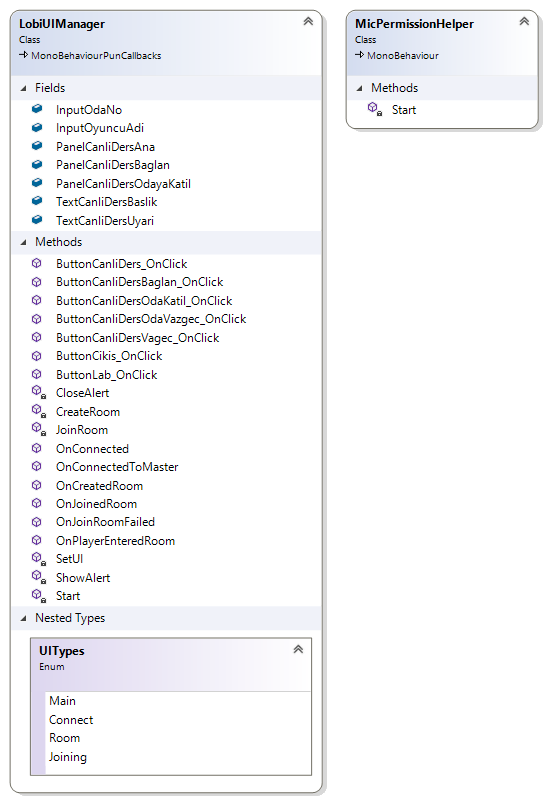 LobiUIManager
Class
MonoBehaviourPunCallbacks
Fields
InputOdaNo
InputOyuncuAdi
PanelCanliDersAna
PanelCanliDersBaglan
PanelCanliDersOdayaKatil
TextCanliDersBaslik
TextCanliDersUyari
Methods
ButtonCanliDers_OnClick
ButtonCanliDersBaglan_OnClick
ButtonCanliDersOdaKatil_OnClick
ButtonCanliDersOdaVazgec_OnClick
ButtonCanliDersVagec_OnClick
ButtonCikis_OnClick
ButtonLab_OnClick
CloseAlert
CreateRoom
JoinRoom
OnConnected
OnConnectedToMaster
OnCreatedRoom
OnJoinedRoom
OnJoinRoomFailed
OnPlayerEnteredRoom
SetUI
ShowAlert
Start
Nested Types
UITypes
Enum
Main
Connect
Room
Joining
MicPermissionHelper
Class
MonoBehaviour
Methods
Start